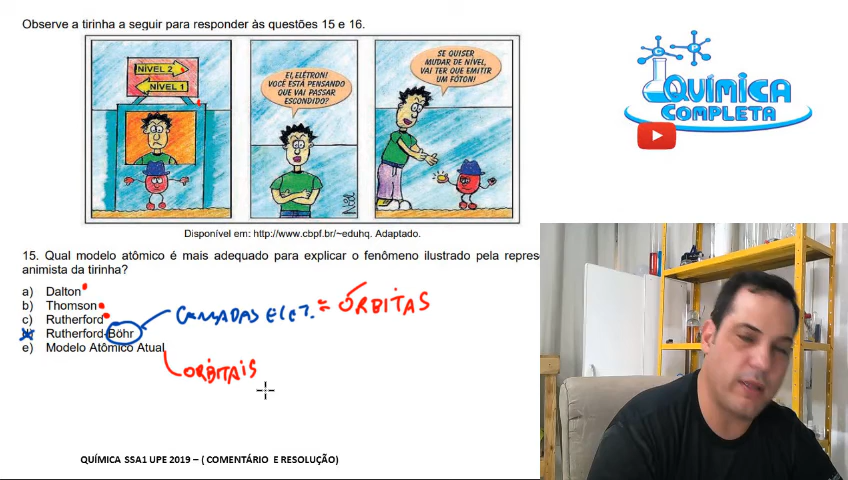 Observe a tirinha a seguir para responder às questões 15 e 16.
NÍVEL 2
NÍVEL 1
EI, ELÉTRON!
VOCÊ ESTÁ PENSANDO
QUE VAI PASSAR
ESCONDIDO?
SE QUISER
MUDAR DE NÍVEL,
VAI TER QUE EMITIR
UM FÓTON!
QUÍMICA
COMPLETA
Disponível em: http://www.cbpf.br/~eduhq. Adaptado.
15. Qual modelo atômico é mais adequado para explicar o fenômeno ilustrado pela repres
animista da tirinha?
a) Dalton
b) Thomson
c) Rutherford
Rutherford-Böhr
CAMADAS ELET. = ÓRBITAS
e) Modelo Atômico Atual
ORBITAIS
QUÍMICA SSA1 UPE 2019 – ( COMENTÁRIO E RESOLUÇÃO)